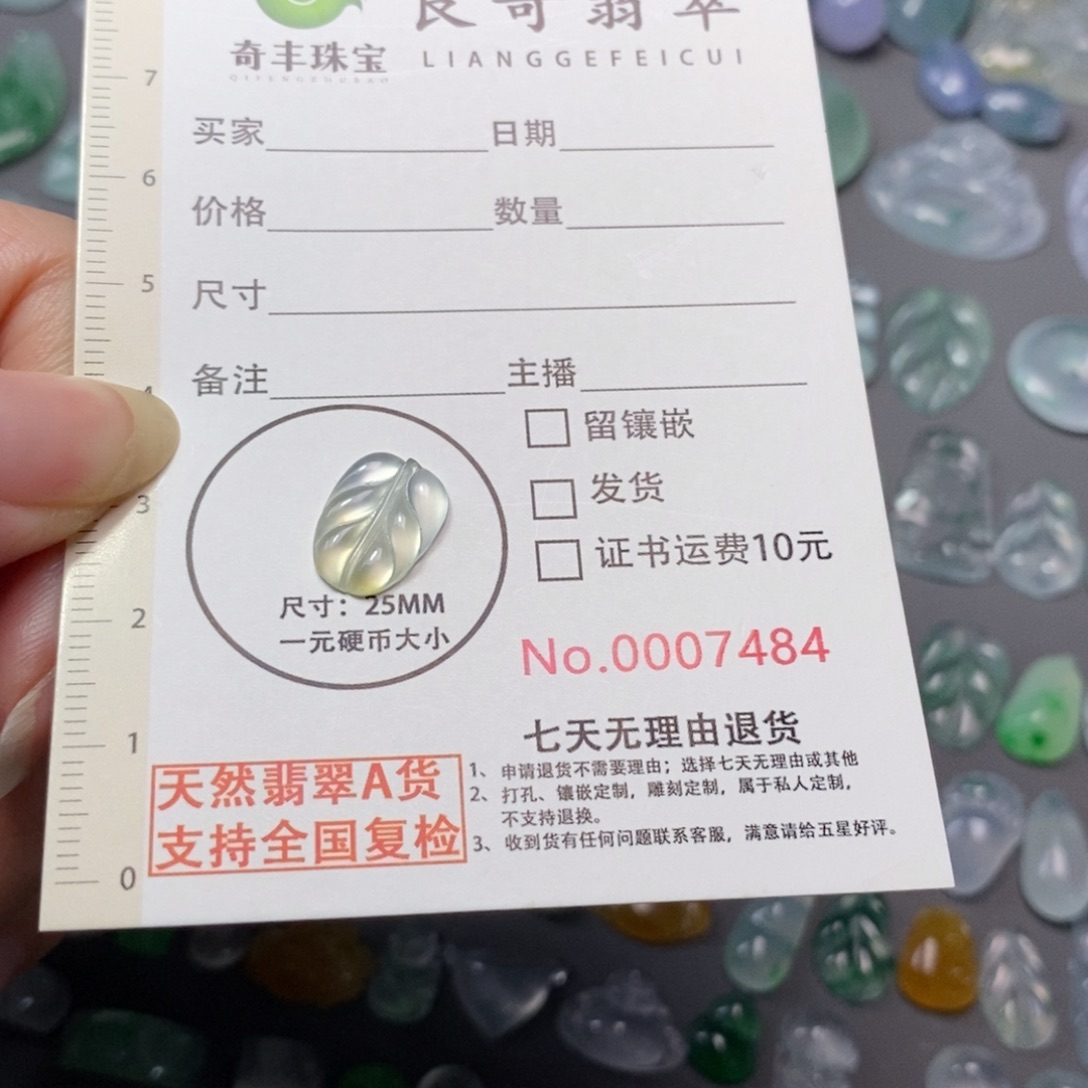 良奇翡翠
奇丰珠宝 LIANGGEFEICUI
QIFENGZHUBAO
买家 日期
价格 数量
尺寸
备注 主播
留镶嵌
发货
证书运费10元
尺寸：25MM
一元硬币大小
No.0007484
七天无理由退货
1、申请退货不需要理由；选择七天无理由或其他
2、打孔、镶嵌定制，雕刻定制，属于私人定制，
不支持退换。
3、收到货有任何问题联系客服，满意请给五星好评。
天然翡翠A货
支持全国复检
7
6
5
4
3
2
1
0